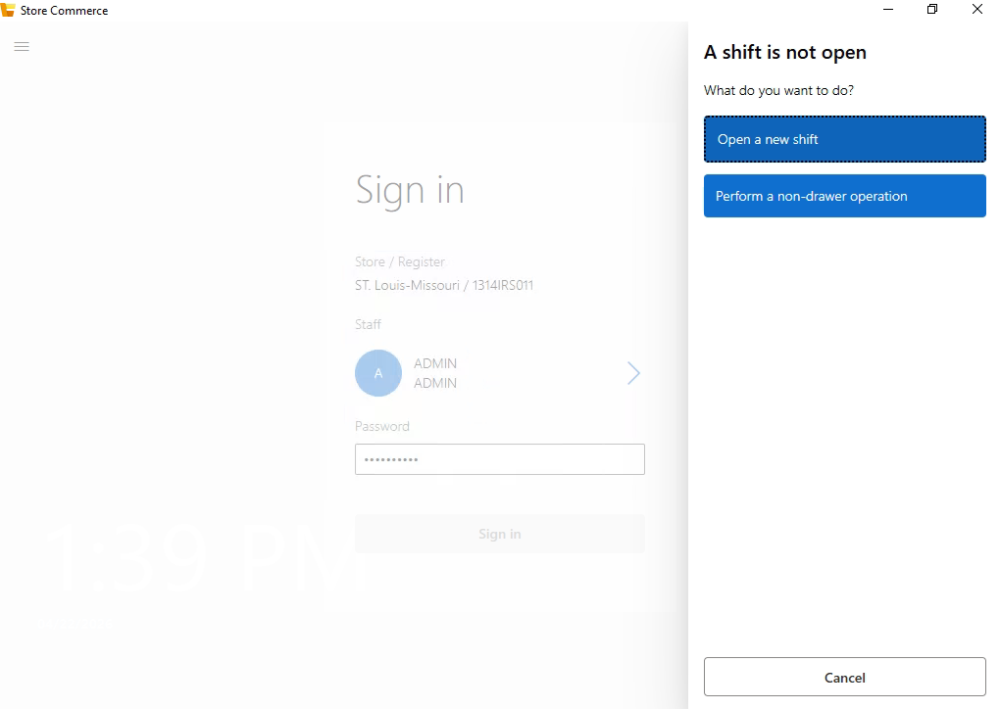 Store Commerce
Sign in
Store / Register
ST. Louis-Missouri / 1314IRS011
Staff
A
ADMIN
ADMIN
Password
••••••••••
Sign in
1:39 PM
A shift is not open
What do you want to do?
Open a new shift
Perform a non-drawer operation
Cancel